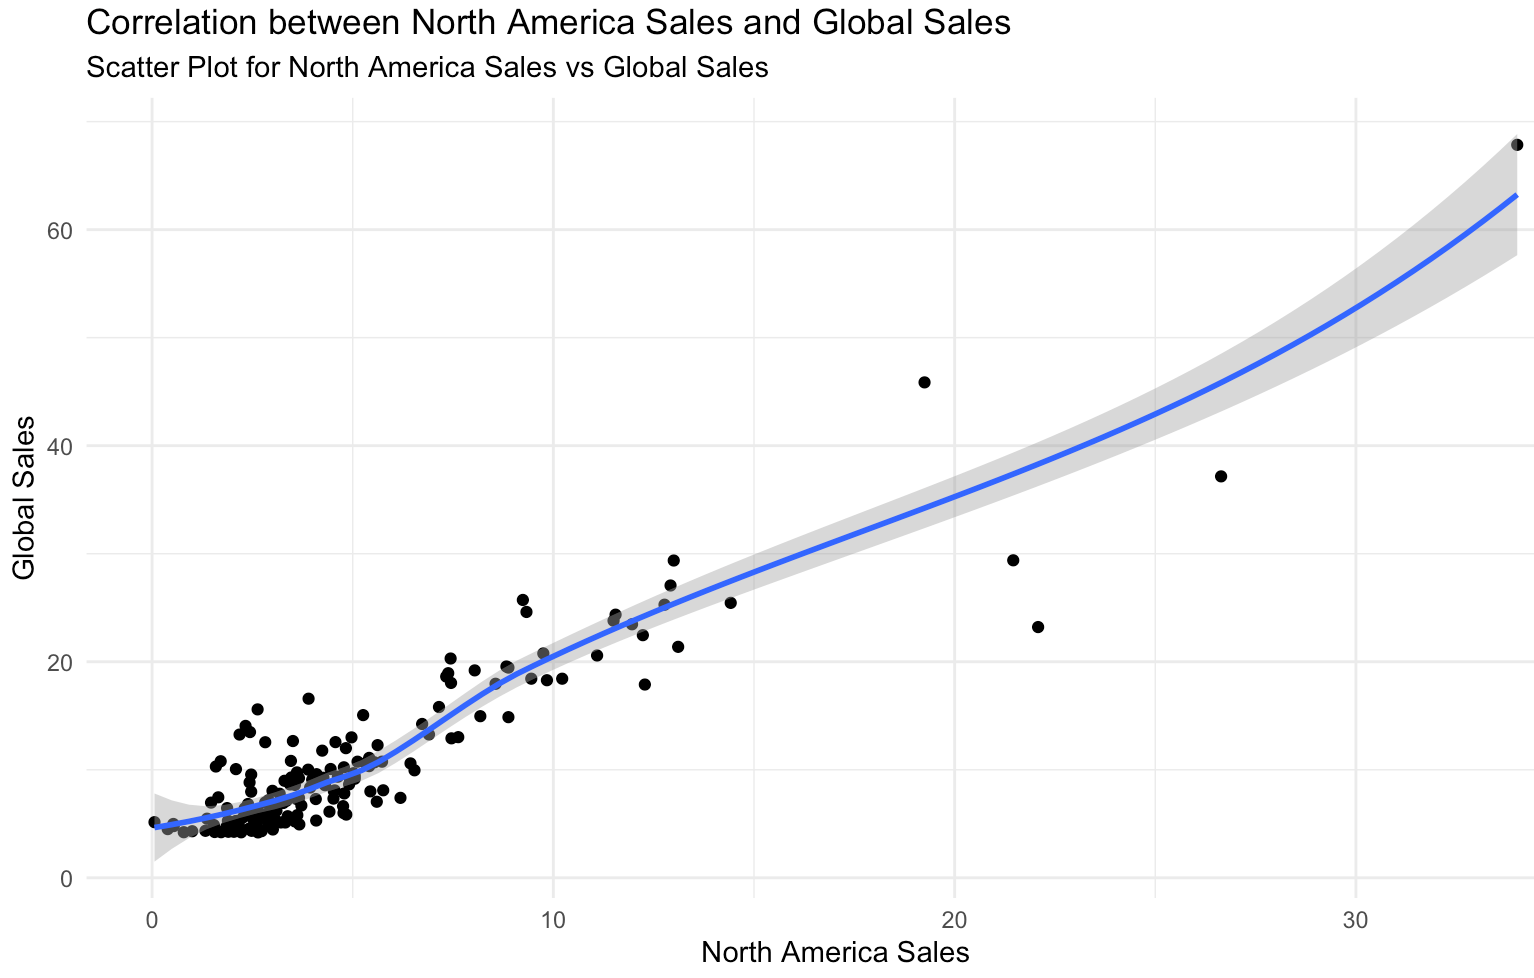 Correlation between North America Sales and Global Sales
Scatter Plot for North America Sales vs Global Sales
60
40
20
0
Global Sales
0 10 20 30
North America Sales